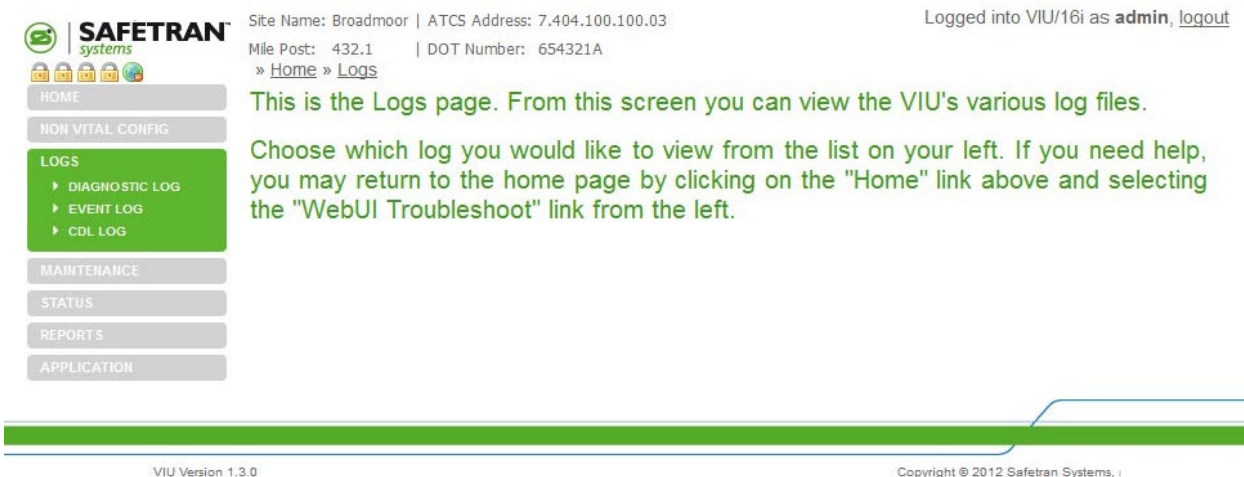 SAFETRAN™
systems
Site Name: Broadmoor | ATCS Address: 7.404.100.100.03
Mile Post: 432.1 | DOT Number: 654321A
» Home » Logs
Logged into VIU/16i as admin, logout
HOME
NON VITAL CONFIG
LOGS
DIAGNOSTIC LOG
EVENT LOG
CDL LOG
MAINTENANCE
STATUS
REPORTS
APPLICATION
This is the Logs page. From this screen you can view the VIU's various log files.
Choose which log you would like to view from the list on your left. If you need help,
you may return to the home page by clicking on the "Home" link above and selecting
the "WebUI Troubleshoot" link from the left.
VIU Version 1.3.0
Copyright © 2012 Safetran Systems,